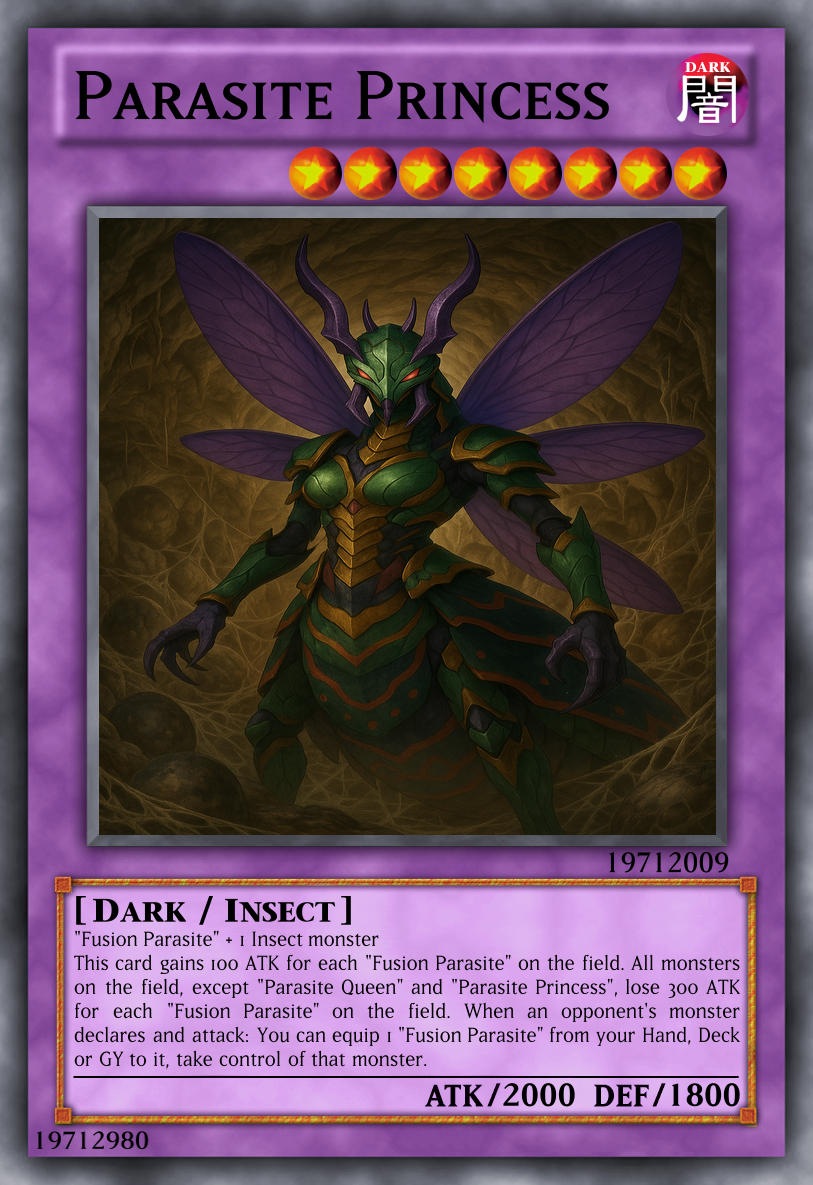 Parasite Princess
DARK
闇
19712009
[ Dark / Insect ]
"Fusion Parasite" + 1 Insect monster
This card gains 100 ATK for each "Fusion Parasite" on the field. All monsters
on the field, except "Parasite Queen" and "Parasite Princess", lose 300 ATK
for each "Fusion Parasite" on the field. When an opponent's monster
declares and attack: You can equip 1 "Fusion Parasite" from your Hand, Deck
or GY to it, take control of that monster.
ATK/2000 DEF/1800
19712980